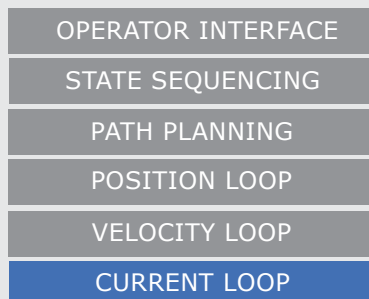 OPERATOR INTERFACE
STATE SEQUENCING
PATH PLANNING
POSITION LOOP
VELOCITY LOOP
CURRENT LOOP